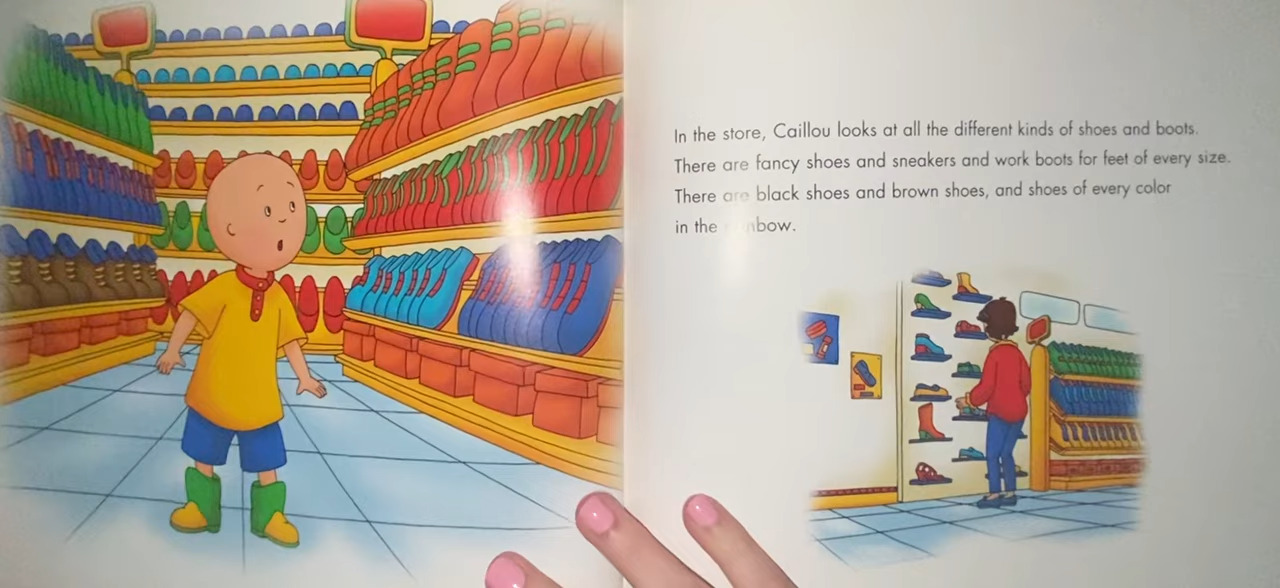 In the store, Caillou looks at all the different kinds of shoes and boots.
There are fancy shoes and sneakers and work boots for feet of every size.
There are black shoes and brown shoes, and shoes of every color
in the rainbow.